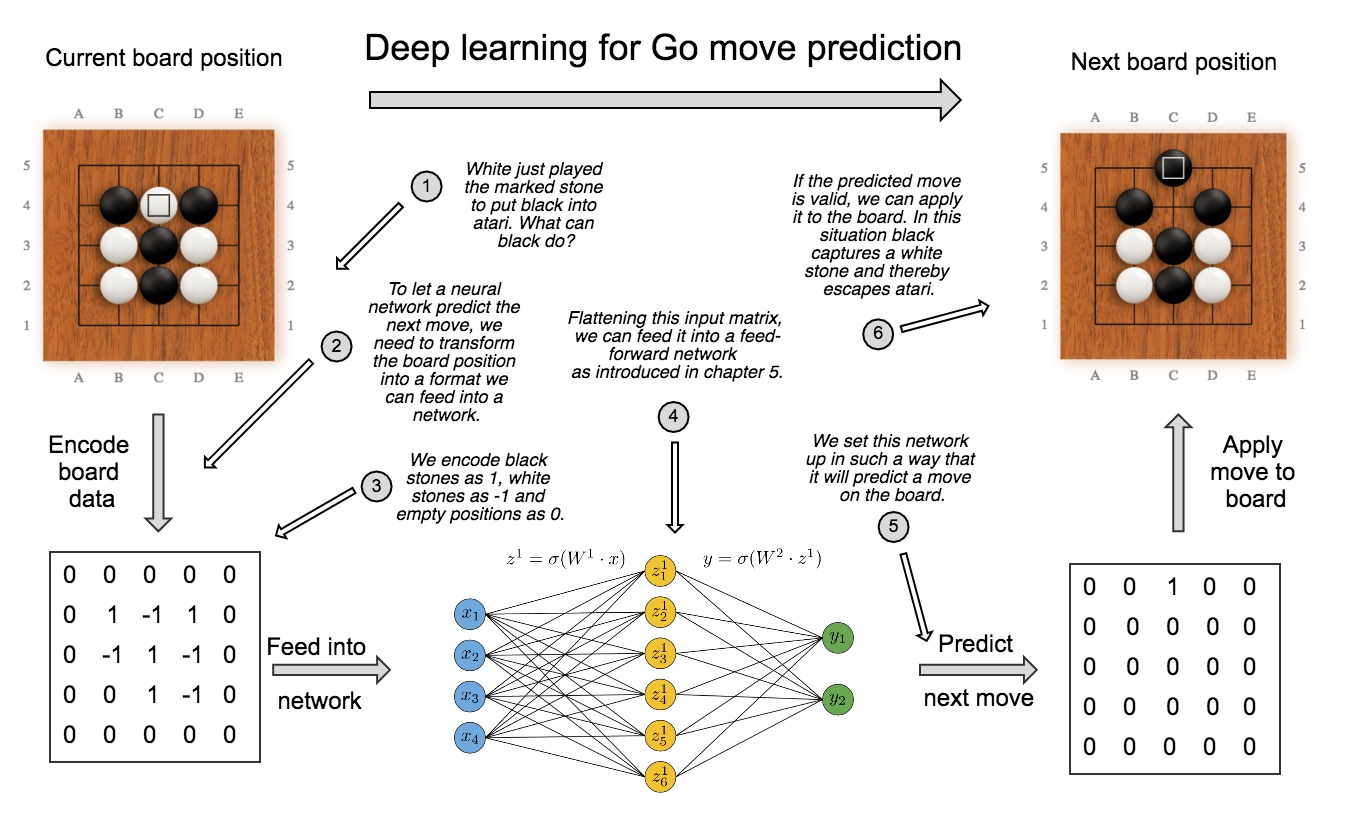 Deep learning for Go move prediction
Current board position
A B C D E
5 5
4 4
3 3
2 2
1 1
A B C D E
1
White just played
the marked stone
to put black into
atari. What can
black do?
2
To let a neural
network predict the
next move, we
need to transform
the board position
into a format we
can feed into a
network.
Encode
board
data
3
We encode black
stones as 1, white
stones as -1 and
empty positions as 0.
0 0 0 0 0
0 1 -1 1 0
0 -1 1 -1 0
0 0 1 -1 0
0 0 0 0 0
Feed into
network
Flattening this input matrix,
we can feed it into a feed-
forward network
as introduced in chapter 5.
4
z¹ = σ(W¹ · x)
y = σ(W² · z¹)
x₁
x₂
x₃
x₄
z₁¹
z₂¹
z₃¹
z₄¹
z₅¹
z₆¹
y₁
y₂
We set this network
up in such a way that
it will predict a move
on the board.
5
Predict
next move
0 0 1 0 0
0 0 0 0 0
0 0 0 0 0
0 0 0 0 0
0 0 0 0 0
Apply
move to
board
If the predicted move
is valid, we can apply
it to the board. In this
situation black
captures a white
stone and thereby
escapes atari.
6
Next board position
A B C D E
5 5
4 4
3 3
2 2
1 1
A B C D E